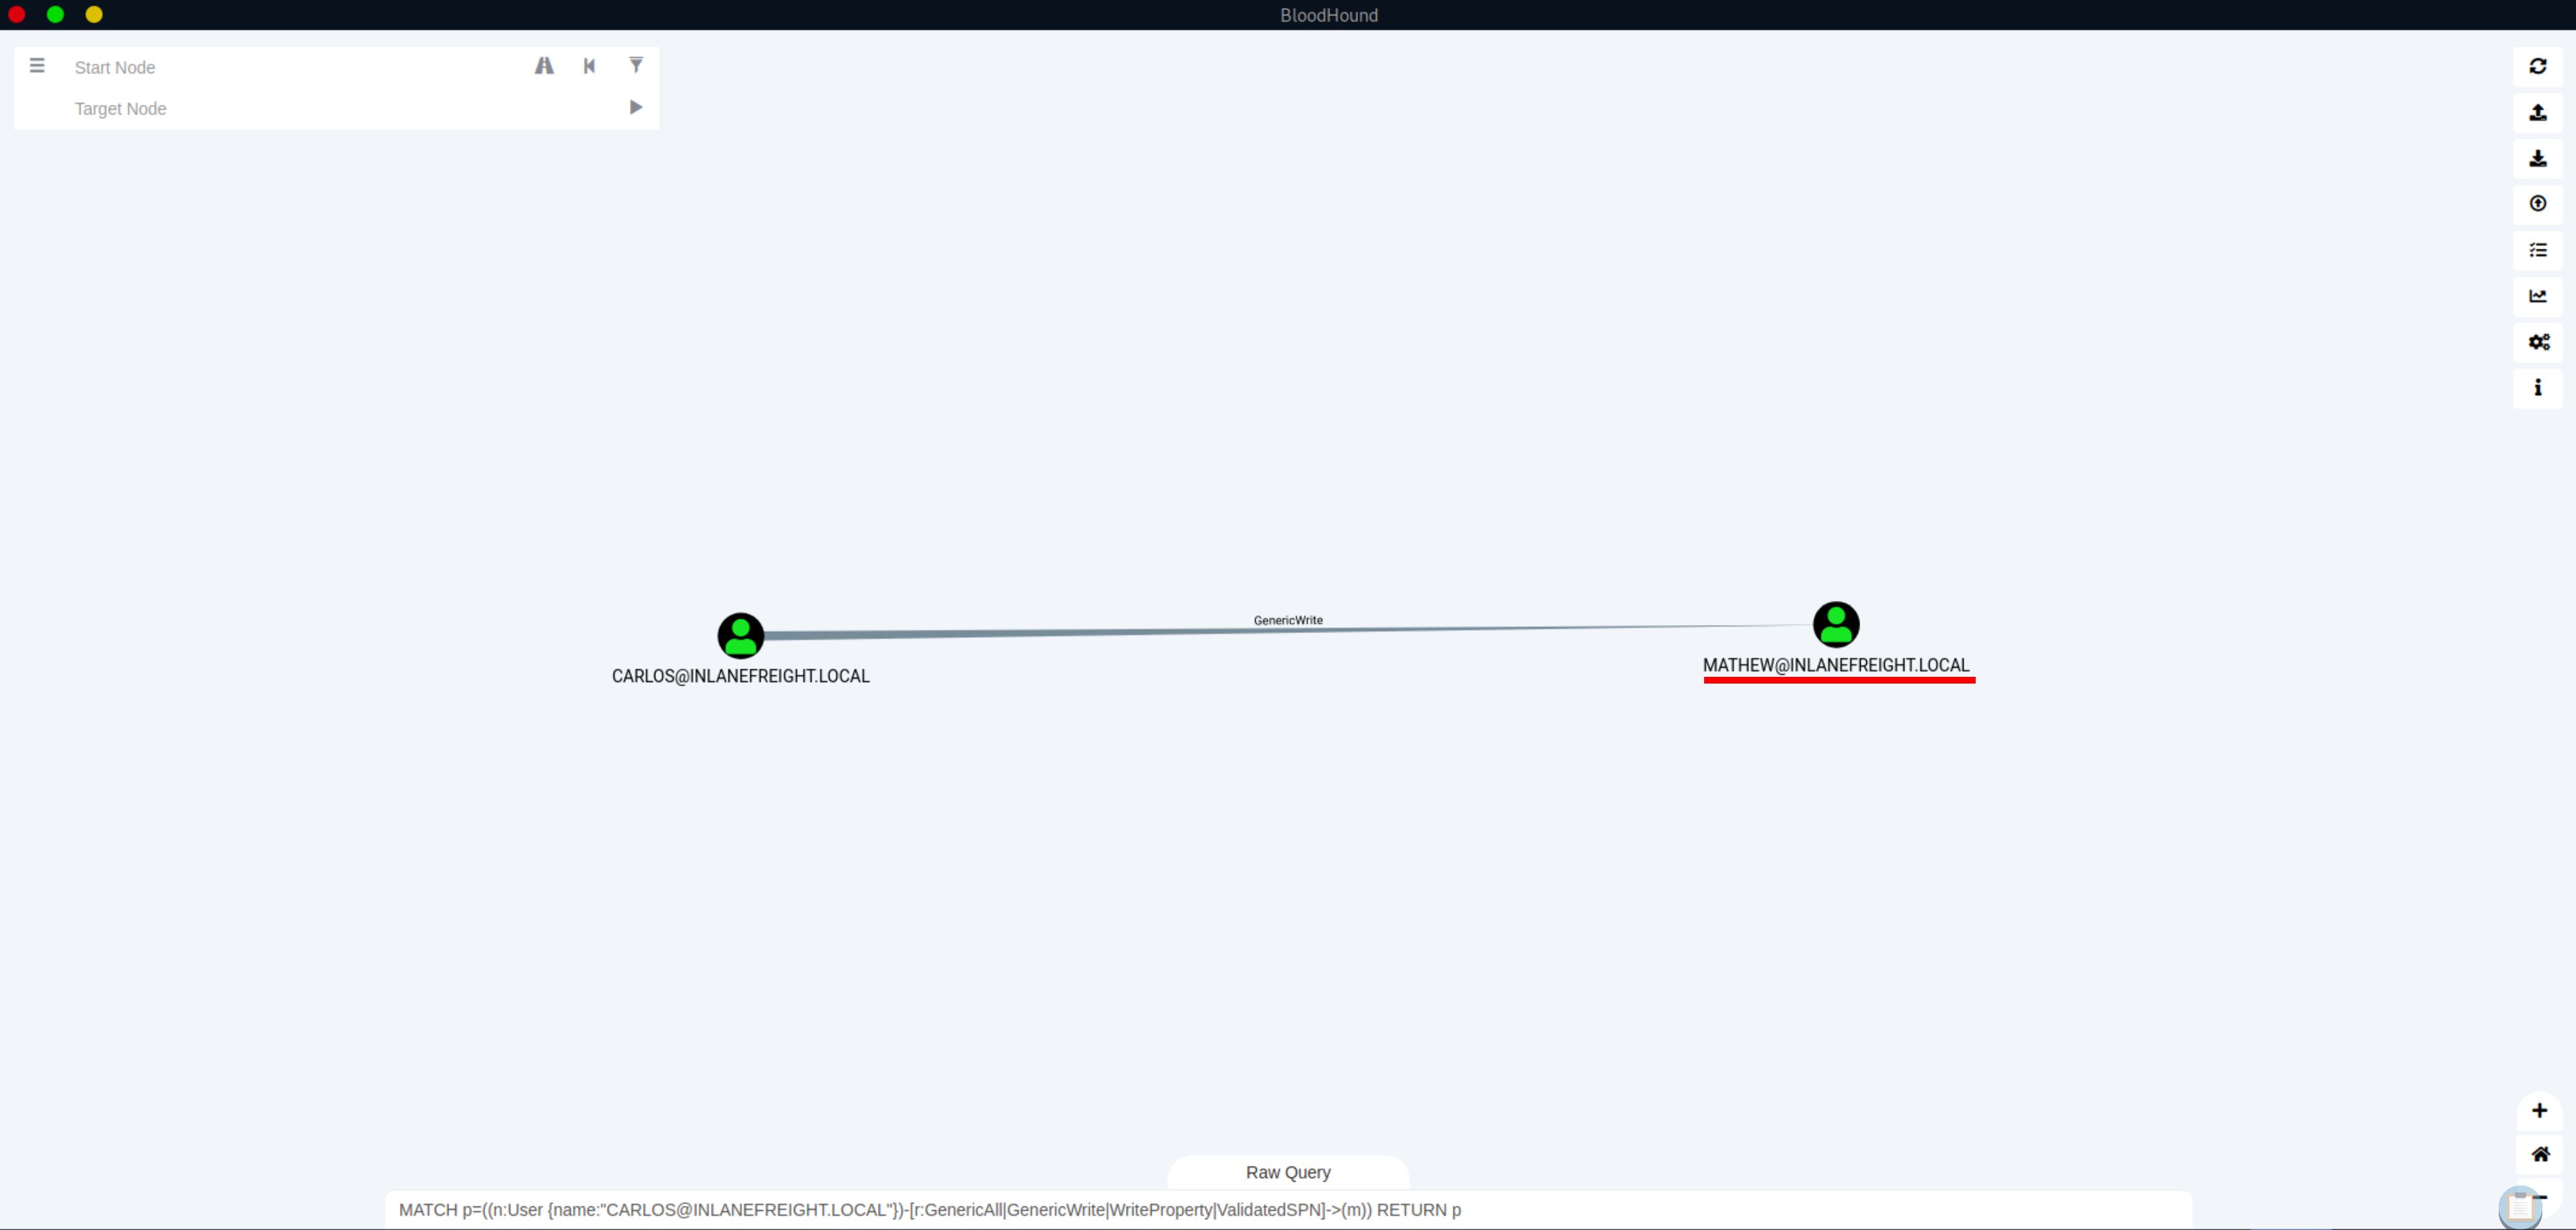 BloodHound
Start Node
Target Node
GenericWrite
CARLOS@INLANEFREIGHT.LOCAL
MATHEW@INLANEFREIGHT.LOCAL
Raw Query
MATCH p=((n:User {name:"CARLOS@INLANEFREIGHT.LOCAL"})-[r:GenericAll|GenericWrite|WriteProperty|ValidatedSPN]->(m)) RETURN p